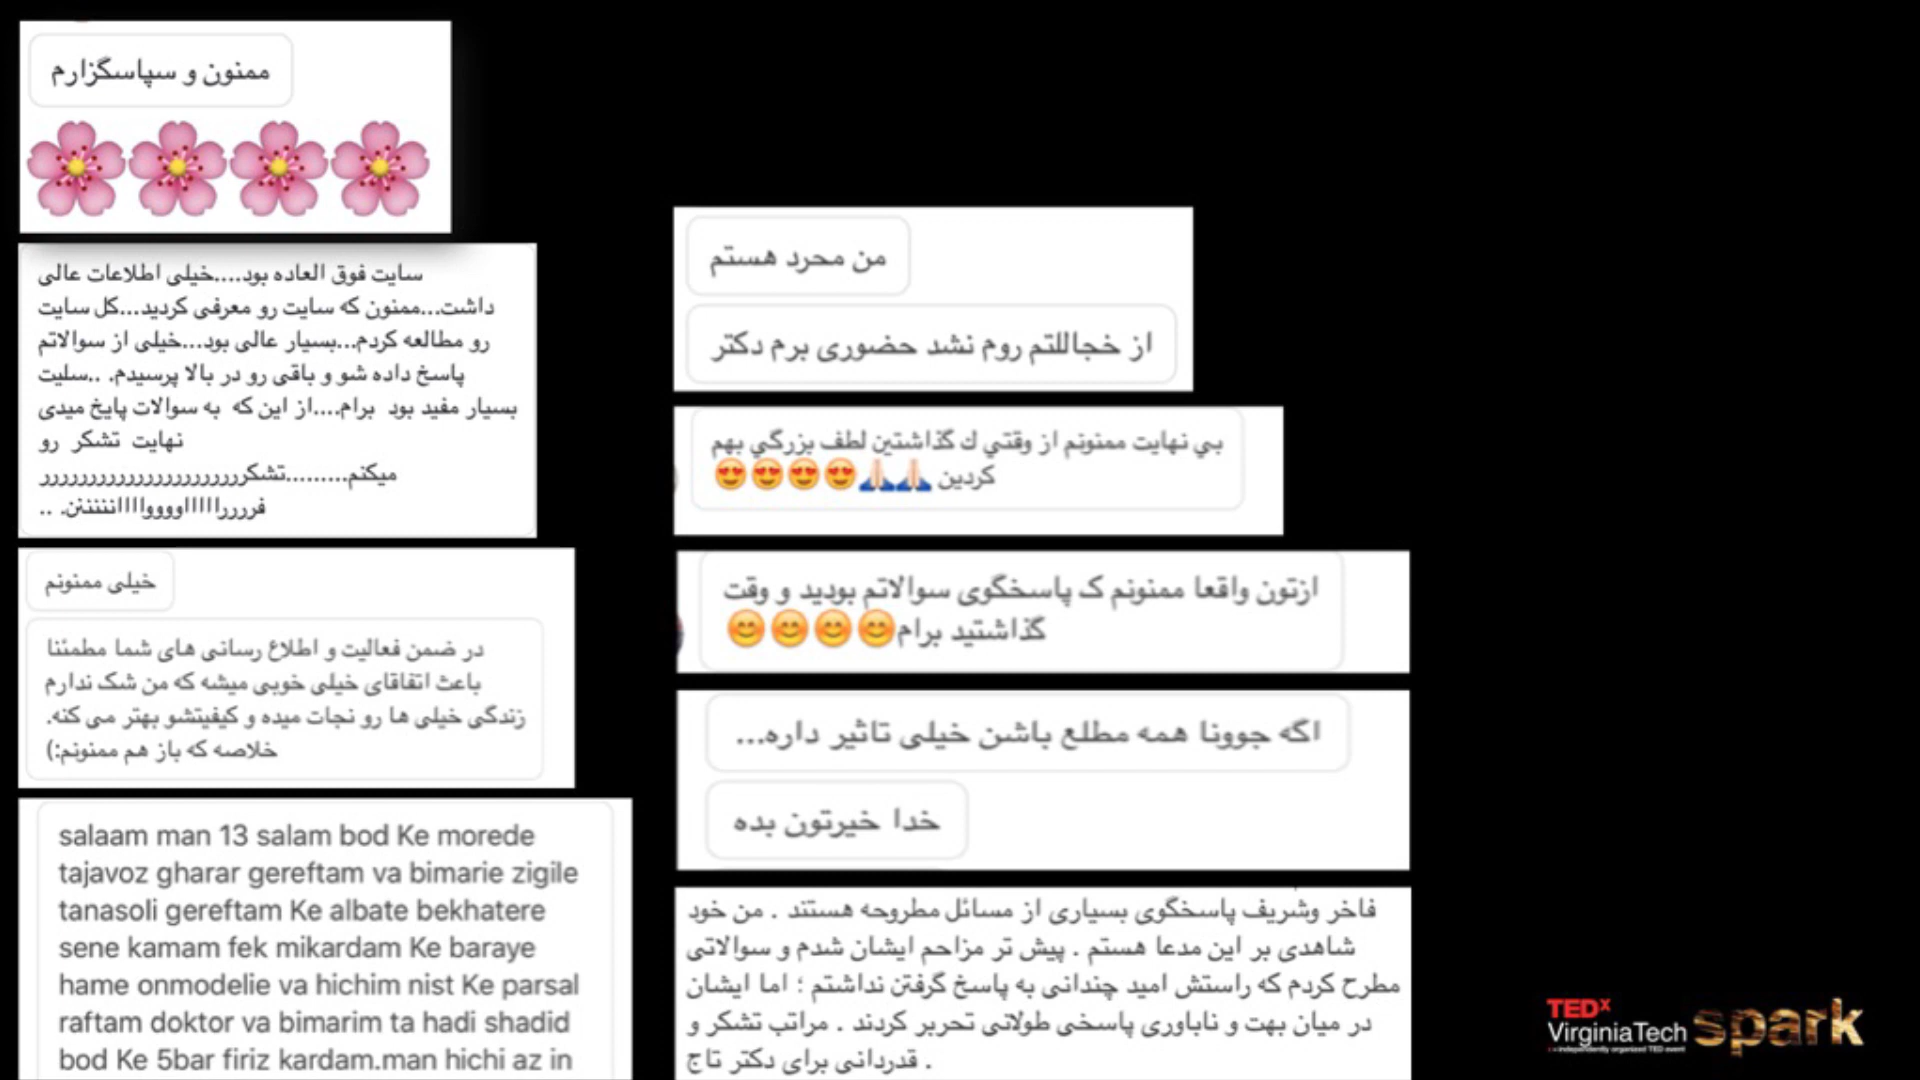 ممنون و سپاسگزارم
سایت فوق العاده بود....خیلی اطلاعات عالی
داشت...ممنون که سایت رو معرفی کردید...کل سایت
رو مطالعه کردم...بسیار عالی بود...خیلی از سوالاتم
پاسخ داده شو و باقی رو در بالا پرسیدم. ..سلیت
بسیار مفید بود برام....از این که به سوالات پایخ میدی
نهایت تشکر رو
میکنم.........تشکررررررررررررررررررررر
فررررااااااووووااااانننننن. ..
خیلی ممنونم
در ضمن فعالیت و اطلاع رسانی های شما مطمئنا
باعث اتفاقای خیلی خوبی میشه که من شک ندارم
زندگی خیلی ها رو نجات میده و کیفیتشو بهتر می کنه.
خلاصه که باز هم ممنونم:)
salaam man 13 salam bod Ke morede
tajavoz gharar gereftam va bimarie zigile
tanasoli gereftam Ke albate bekhatere
sene kamam fek mikardam Ke baraye
hame onmodelie va hichim nist Ke parsal
raftam doktor va bimarim ta hadi shadid
bod Ke 5bar firiz kardam.man hichi az in
من محرد هستم
از خجاللتم روم نشد حضوری برم دکتر
بي نهايت ممنونم از وقتي ك گذاشتين لطف بزرگي بهم
كردين 🙏🏻🙏🏻😍😍😍😍
ازتون واقعا ممنونم ک پاسخگوی سوالاتم بودید و وقت
گذاشتید برام😊😊😊😊
اگه جوونا همه مطلع باشن خیلی تاثیر داره...
خدا خیرتون بده
فاخر وشریف پاسخگوی بسیاری از مسائل مطروحه هستند . من خود
شاهدی بر این مدعا هستم . پیش تر مزاحم ایشان شدم و سوالاتی
مطرح کردم که راستش امید چندانی به پاسخ گرفتن نداشتم ؛ اما ایشان
در میان بهت و ناباوری پاسخی طولانی تحریر کردند . مراتب تشکر و
قدردانی برای دکتر تاج .
TEDx
VirginiaTech
x = independently organized TED event
spark